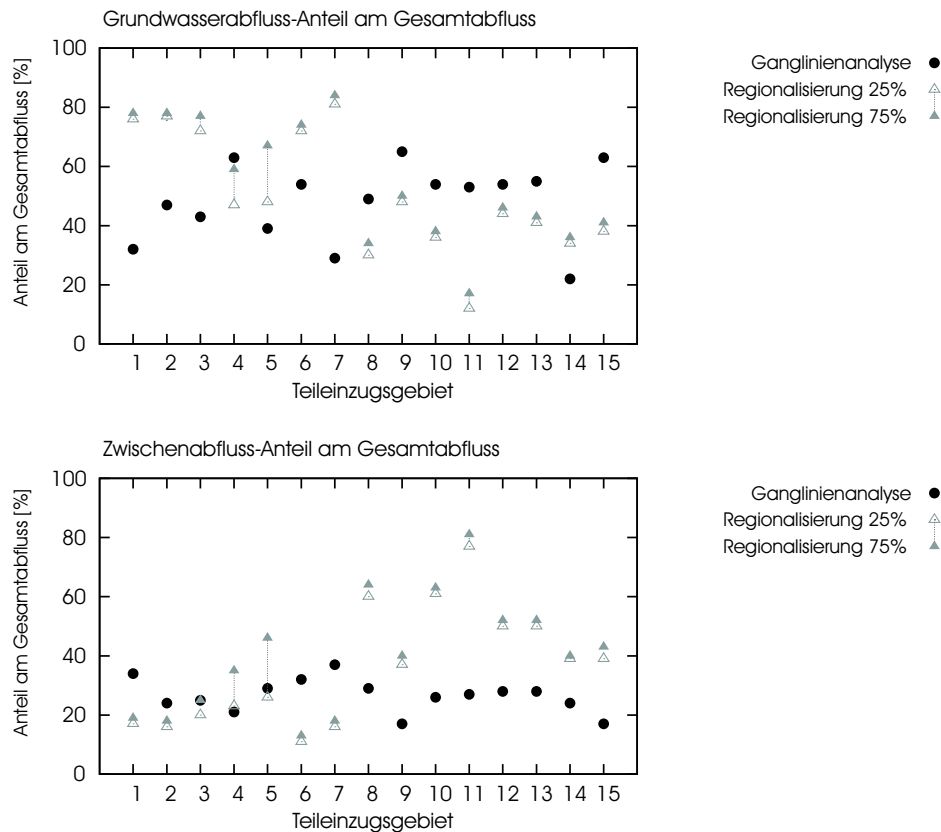 Grundwasserabfluss-Anteil am Gesamtabfluss
Anteil am Gesamtabfluss [%]
100
80
60
40
20
0
1 2 3 4 5 6 7 8 9 10 11 12 13 14 15
Teileinzugsgebiet
Ganglinienanalyse
Regionalisierung 25%
Regionalisierung 75%
Zwischenabfluss-Anteil am Gesamtabfluss
Anteil am Gesamtabfluss [%]
100
80
60
40
20
0
1 2 3 4 5 6 7 8 9 10 11 12 13 14 15
Teileinzugsgebiet
Ganglinienanalyse
Regionalisierung 25%
Regionalisierung 75%